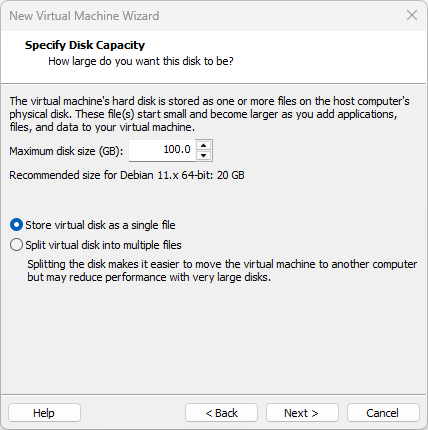 New Virtual Machine Wizard
Specify Disk Capacity
How large do you want this disk to be?
The virtual machine's hard disk is stored as one or more files on the host computer's
physical disk. These file(s) start small and become larger as you add applications,
files, and data to your virtual machine.
Maximum disk size (GB): 100.0
Recommended size for Debian 11.x 64-bit: 20 GB
Store virtual disk as a single file
Split virtual disk into multiple files
Splitting the disk makes it easier to move the virtual machine to another computer
but may reduce performance with very large disks.
Help < Back Next > Cancel